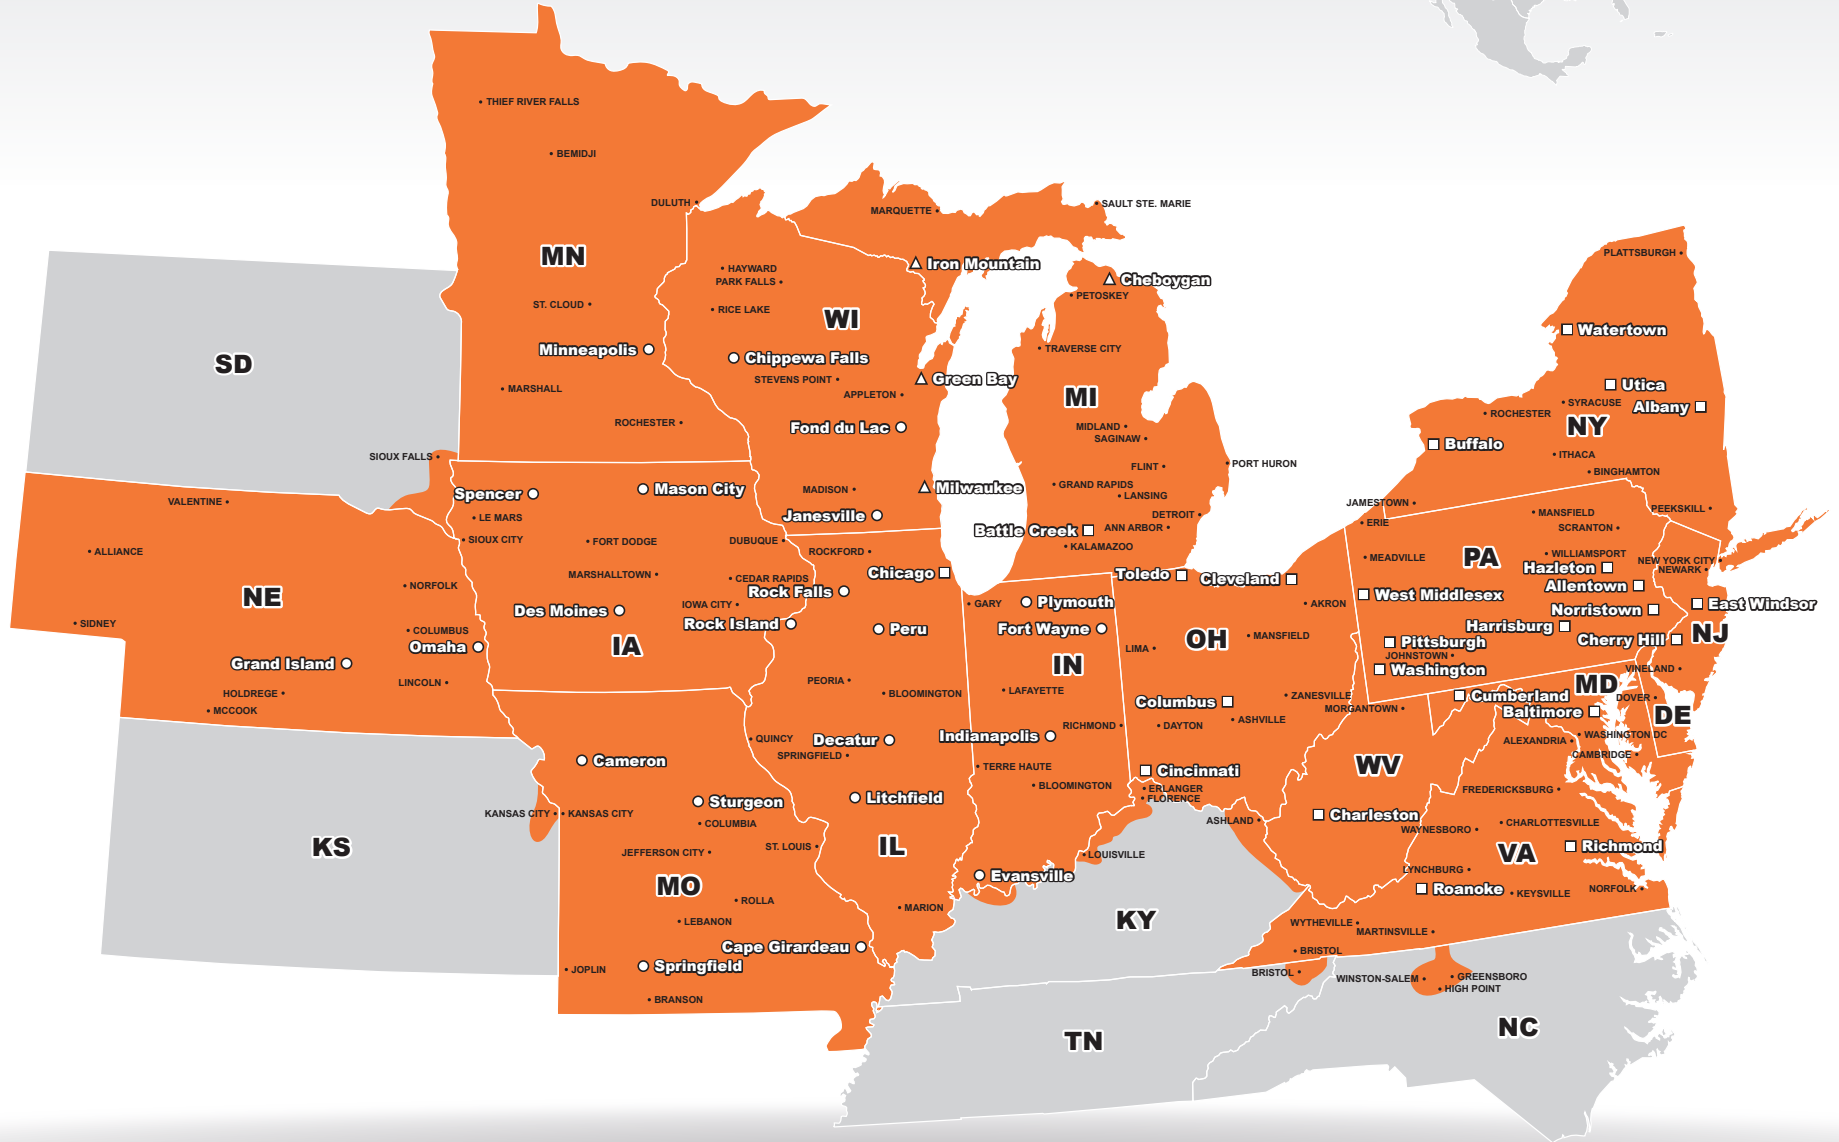 THIEF RIVER FALLS
BEMIDJI
DULUTH
MARQUETTE
SAULT STE. MARIE
MN
Iron Mountain
Cheboygan
PLATTSBURGH
HAYWARD
PARK FALLS
PETOSKEY
ST. CLOUD
RICE LAKE
WI
Watertown
Minneapolis
Chippewa Falls
TRAVERSE CITY
SD
STEVENS POINT
Green Bay
Utica
MARSHALL
APPLETON
MI
SYRACUSE
Albany
ROCHESTER
NY
ROCHESTER
Fond du Lac
MIDLAND
SAGINAW
Buffalo
ITHACA
SIOUX FALLS
FLINT
PORT HURON
BINGHAMTON
Spencer
Mason City
MADISON
Milwaukee
GRAND RAPIDS
LANSING
VALENTINE
JAMESTOWN
PEEKSKILL
LE MARS
Janesville
DETROIT
MANSFIELD
ERIE
Battle Creek
ANN ARBOR
SCRANTON
SIOUX CITY
FORT DODGE
DUBUQUE
KALAMAZOO
ALLIANCE
ROCKFORD
MEADVILLE
PA
WILLIAMSPORT
NEW YORK CITY
NEWARK
Hazleton
MARSHALLTOWN
CEDAR RAPIDS
Chicago
Toledo
Cleveland
NORFOLK
Rock Falls
Allentown
NE
West Middlesex
IOWA CITY
GARY
Plymouth
AKRON
East Windsor
Des Moines
Norristown
SIDNEY
Rock Island
Peru
Fort Wayne
Harrisburg
COLUMBUS
OH
MANSFIELD
NJ
Omaha
IA
LIMA
Pittsburgh
Cherry Hill
JOHNSTOWN
Grand Island
IN
Washington
VINELAND
LINCOLN
PEORIA
MD
HOLDREGE
BLOOMINGTON
LAFAYETTE
ZANESVILLE
Cumberland
DOVER
MCCOOK
Columbus
MORGANTOWN
Baltimore
DE
RICHMOND
DAYTON
ASHVILLE
QUINCY
Decatur
Indianapolis
ALEXANDRIA
WASHINGTON DC
SPRINGFIELD
CAMBRIDGE
Cameron
TERRE HAUTE
Cincinnati
WV
BLOOMINGTON
ERLANGER
FLORENCE
FREDERICKSBURG
Sturgeon
Litchfield
KANSAS CITY
KANSAS CITY
Charleston
ASHLAND
COLUMBIA
CHARLOTTESVILLE
WAYNESBORO
KS
ST. LOUIS
IL
Richmond
JEFFERSON CITY
LOUISVILLE
VA
LYNCHBURG
Evansville
MO
Roanoke
KEYSVILLE
NORFOLK
ROLLA
MARION
LEBANON
KY
WYTHEVILLE
MARTINSVILLE
Cape Girardeau
BRISTOL
JOPLIN
Springfield
BRISTOL
WINSTON-SALEM
GREENSBORO
HIGH POINT
BRANSON
NC
TN